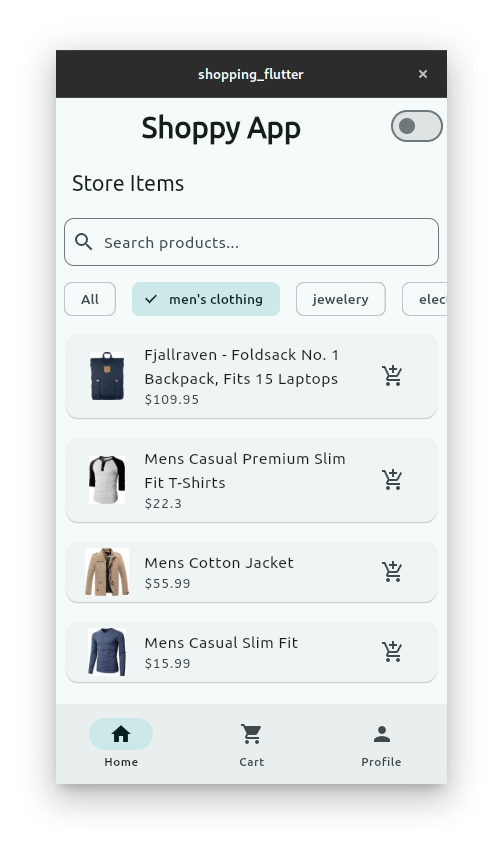 shopping_flutter
Shoppy App
Store Items
Search products...
All
men's clothing
jewelery
elec
Fjallraven - Foldsack No. 1
Backpack, Fits 15 Laptops
$109.95
Mens Casual Premium Slim
Fit T-Shirts
$22.3
Mens Cotton Jacket
$55.99
Mens Casual Slim Fit
$15.99
Home
Cart
Profile